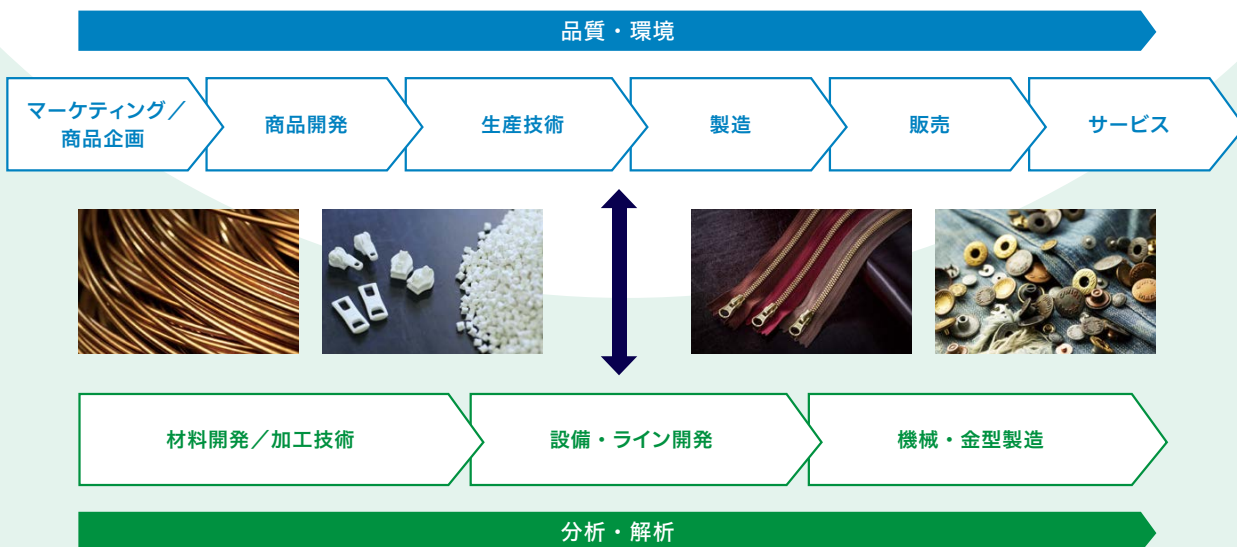 品質・環境
マーケティング／
商品企画
商品開発
生産技術
製造
販売
サービス
材料開発／加工技術
設備・ライン開発
機械・金型製造
分析・解析